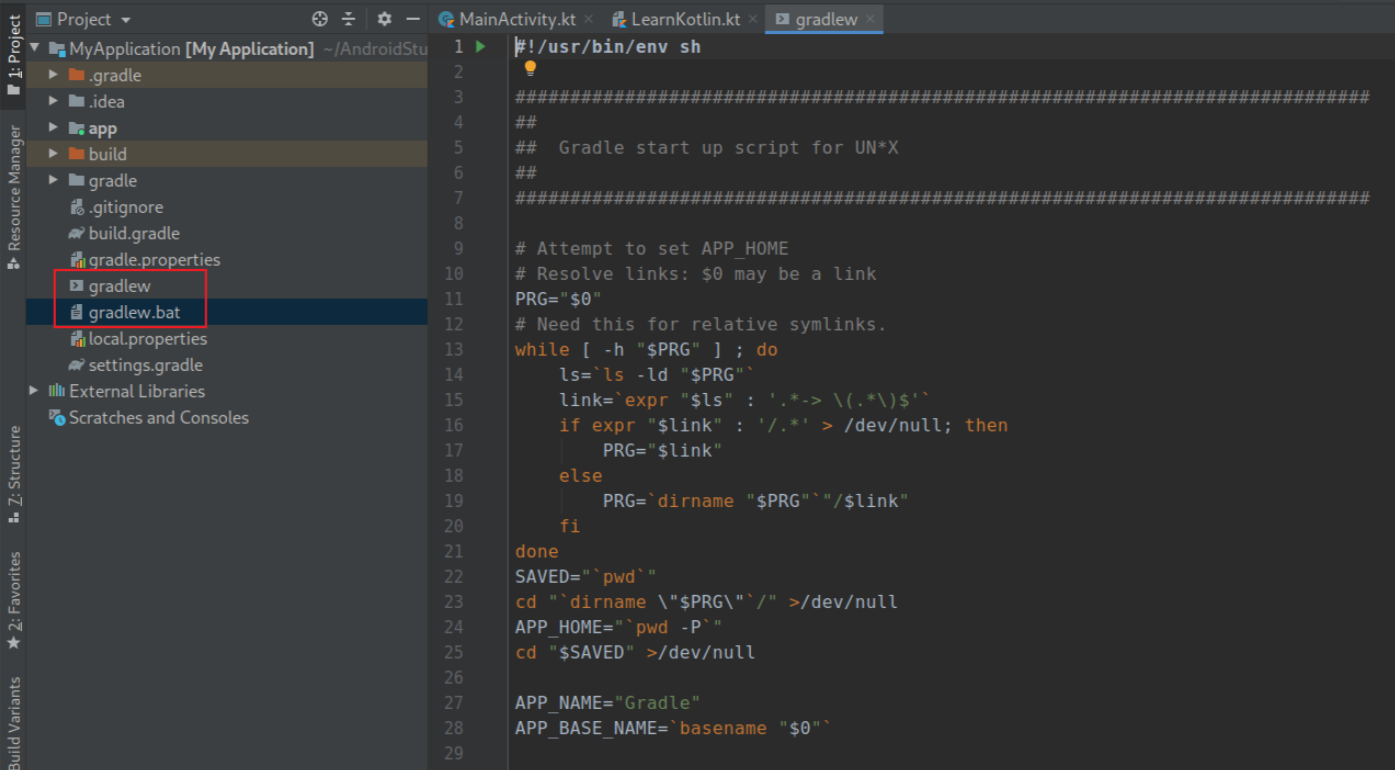 Project
MainActivity.kt
LearnKotlin.kt
gradlew
1: Project
Resource Manager
Z: Structure
2: Favorites
Build Variants
MyApplication [My Application] ~/AndroidStu
.gradle
.idea
app
build
gradle
.gitignore
build.gradle
gradle.properties
gradlew
gradlew.bat
local.properties
settings.gradle
External Libraries
Scratches and Consoles
1 #!/usr/bin/env sh
2
3 ##############################################################################
4 ##
5 ##  Gradle start up script for UN*X
6 ##
7 ##############################################################################
8
9 # Attempt to set APP_HOME
10 # Resolve links: $0 may be a link
11 PRG="$0"
12 # Need this for relative symlinks.
13 while [ -h "$PRG" ] ; do
14     ls=`ls -ld "$PRG"`
15     link=`expr "$ls" : '.*-> \(.*\)$'`
16     if expr "$link" : '/.*' > /dev/null; then
17         PRG="$link"
18     else
19         PRG=`dirname "$PRG"`"/$link"
20     fi
21 done
22 SAVED="`pwd`"
23 cd "`dirname \"$PRG\"`/" >/dev/null
24 APP_HOME="`pwd -P`"
25 cd "$SAVED" >/dev/null
26
27 APP_NAME="Gradle"
28 APP_BASE_NAME=`basename "$0"`
29